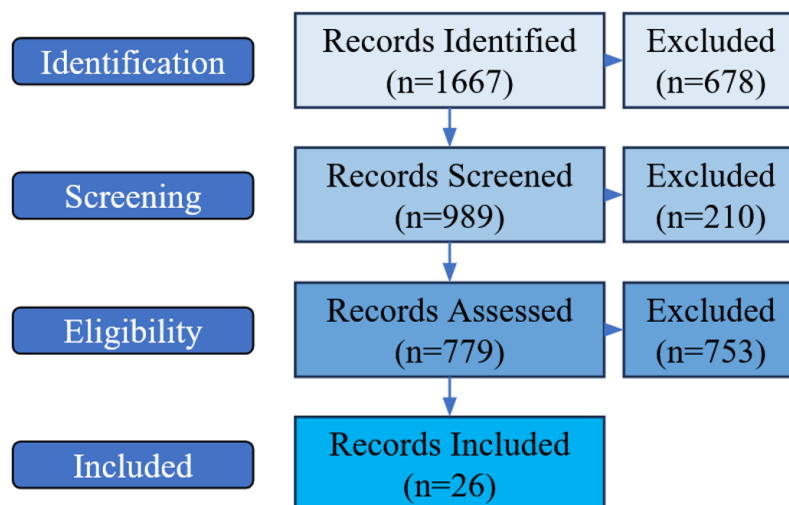 Identification
Records Identified
(n=1667)
Excluded
(n=678)
Screening
Records Screened
(n=989)
Excluded
(n=210)
Eligibility
Records Assessed
(n=779)
Excluded
(n=753)
Included
Records Included
(n=26)